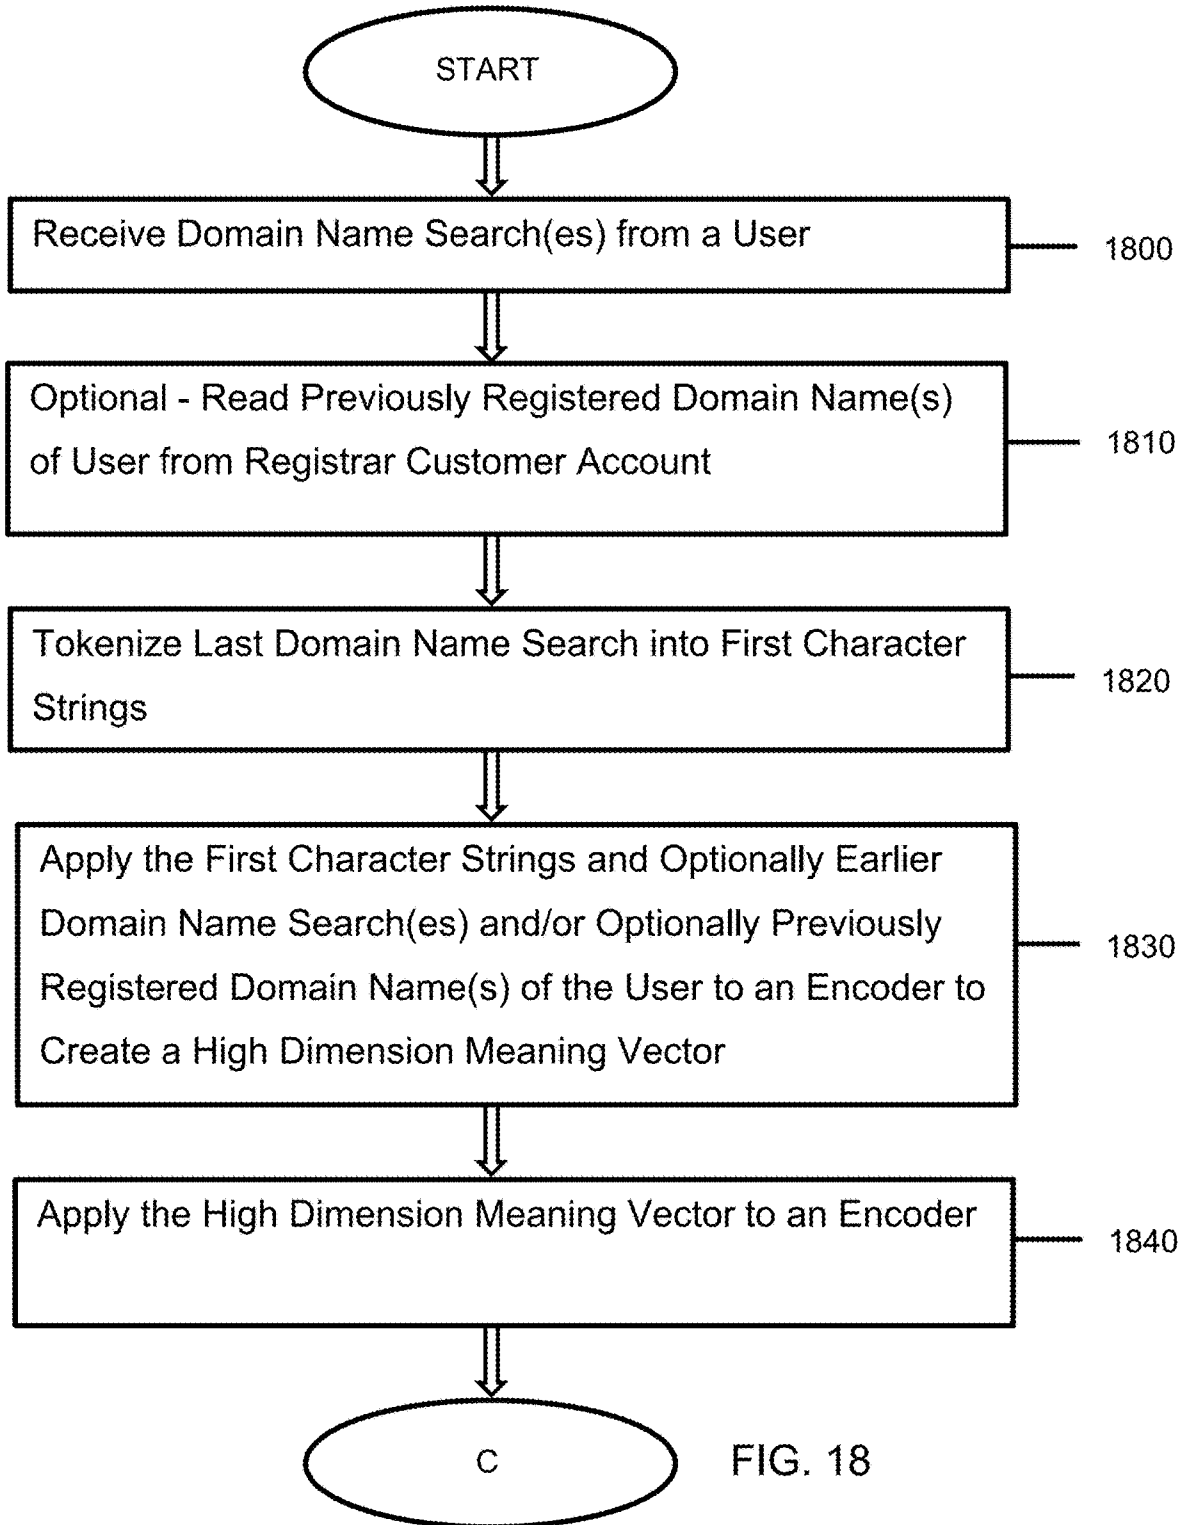 START
Receive Domain Name Search(es) from a User
1800
Optional - Read Previously Registered Domain Name(s)
of User from Registrar Customer Account
1810
Tokenize Last Domain Name Search into First Character
Strings
1820
Apply the First Character Strings and Optionally Earlier
Domain Name Search(es) and/or Optionally Previously
Registered Domain Name(s) of the User to an Encoder to
Create a High Dimension Meaning Vector
1830
Apply the High Dimension Meaning Vector to an Encoder
1840
C
FIG. 18